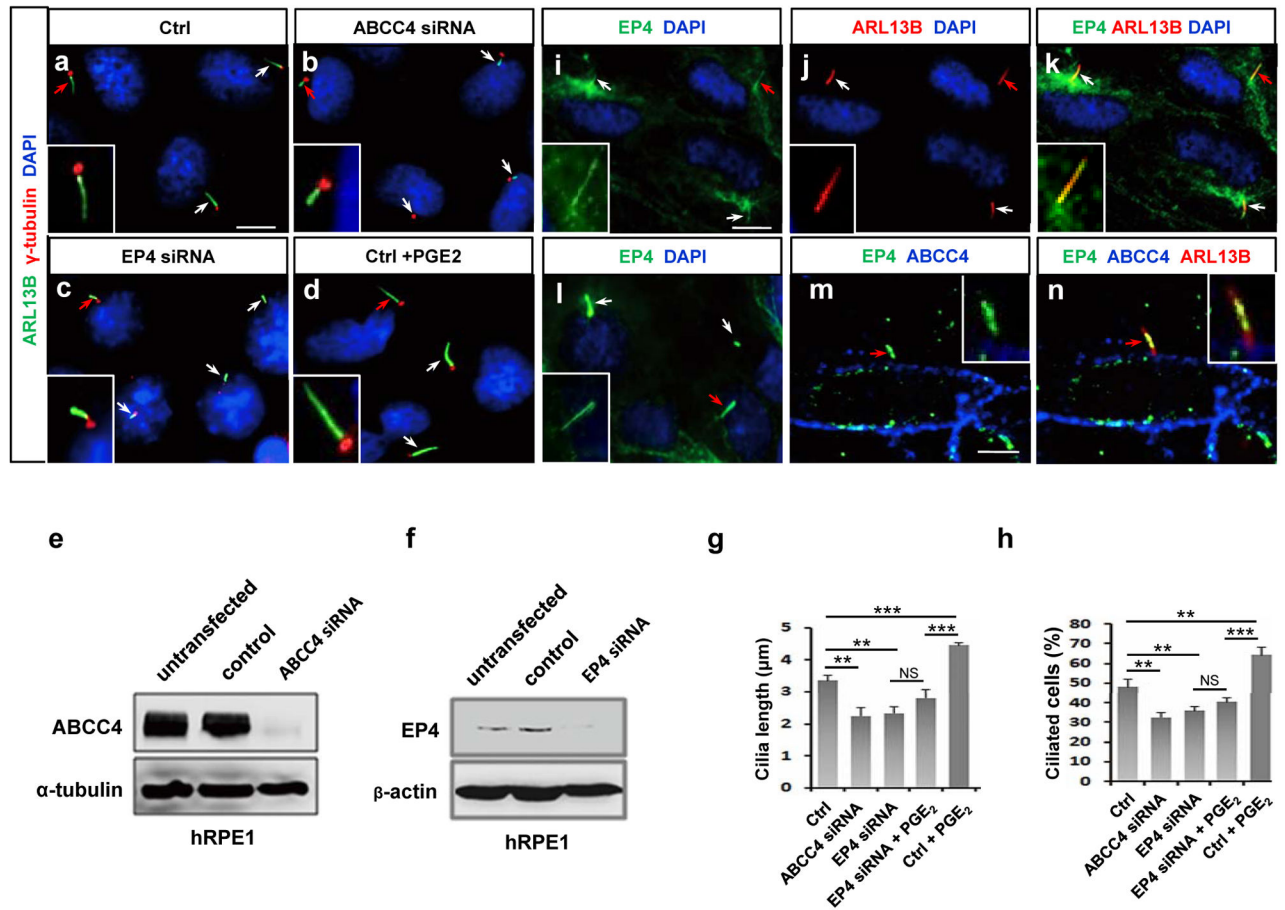 ARL13B γ-tubulin DAPI
Ctrl
ABCC4 siRNA
EP4 DAPI
ARL13B DAPI
EP4 ARL13B DAPI
a
b
i
j
k
EP4 siRNA
Ctrl +PGE2
EP4 DAPI
EP4 ABCC4
EP4 ABCC4 ARL13B
c
d
l
m
n
e
untransfected
control
ABCC4 siRNA
ABCC4
α-tubulin
hRPE1
f
untransfected
control
EP4 siRNA
EP4
β-actin
hRPE1
g
Cilia length (μm)
5
4
3
2
1
0
***
**
***
**
NS
Ctrl
ABCC4 siRNA
EP4 siRNA
EP4 siRNA + PGE₂
Ctrl + PGE₂
h
Ciliated cells (%)
80
70
60
50
40
30
20
10
0
**
***
**
**
NS
Ctrl
ABCC4 siRNA
EP4 siRNA
EP4 siRNA + PGE₂
Ctrl + PGE₂